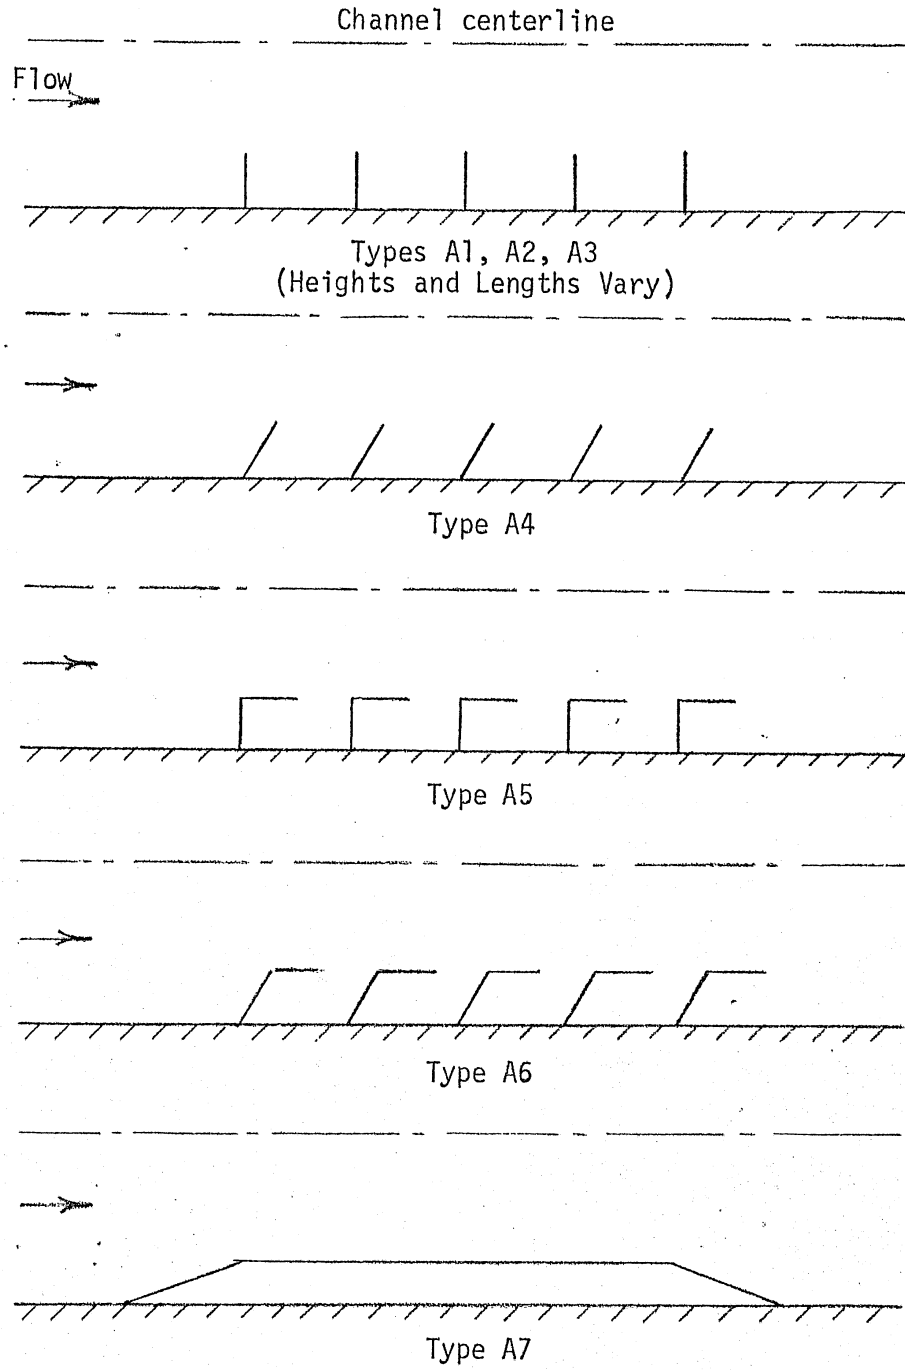 Channel centerline
Flow
Types A1, A2, A3
(Heights and Lengths Vary)
Type A4
Type A5
Type A6
Type A7